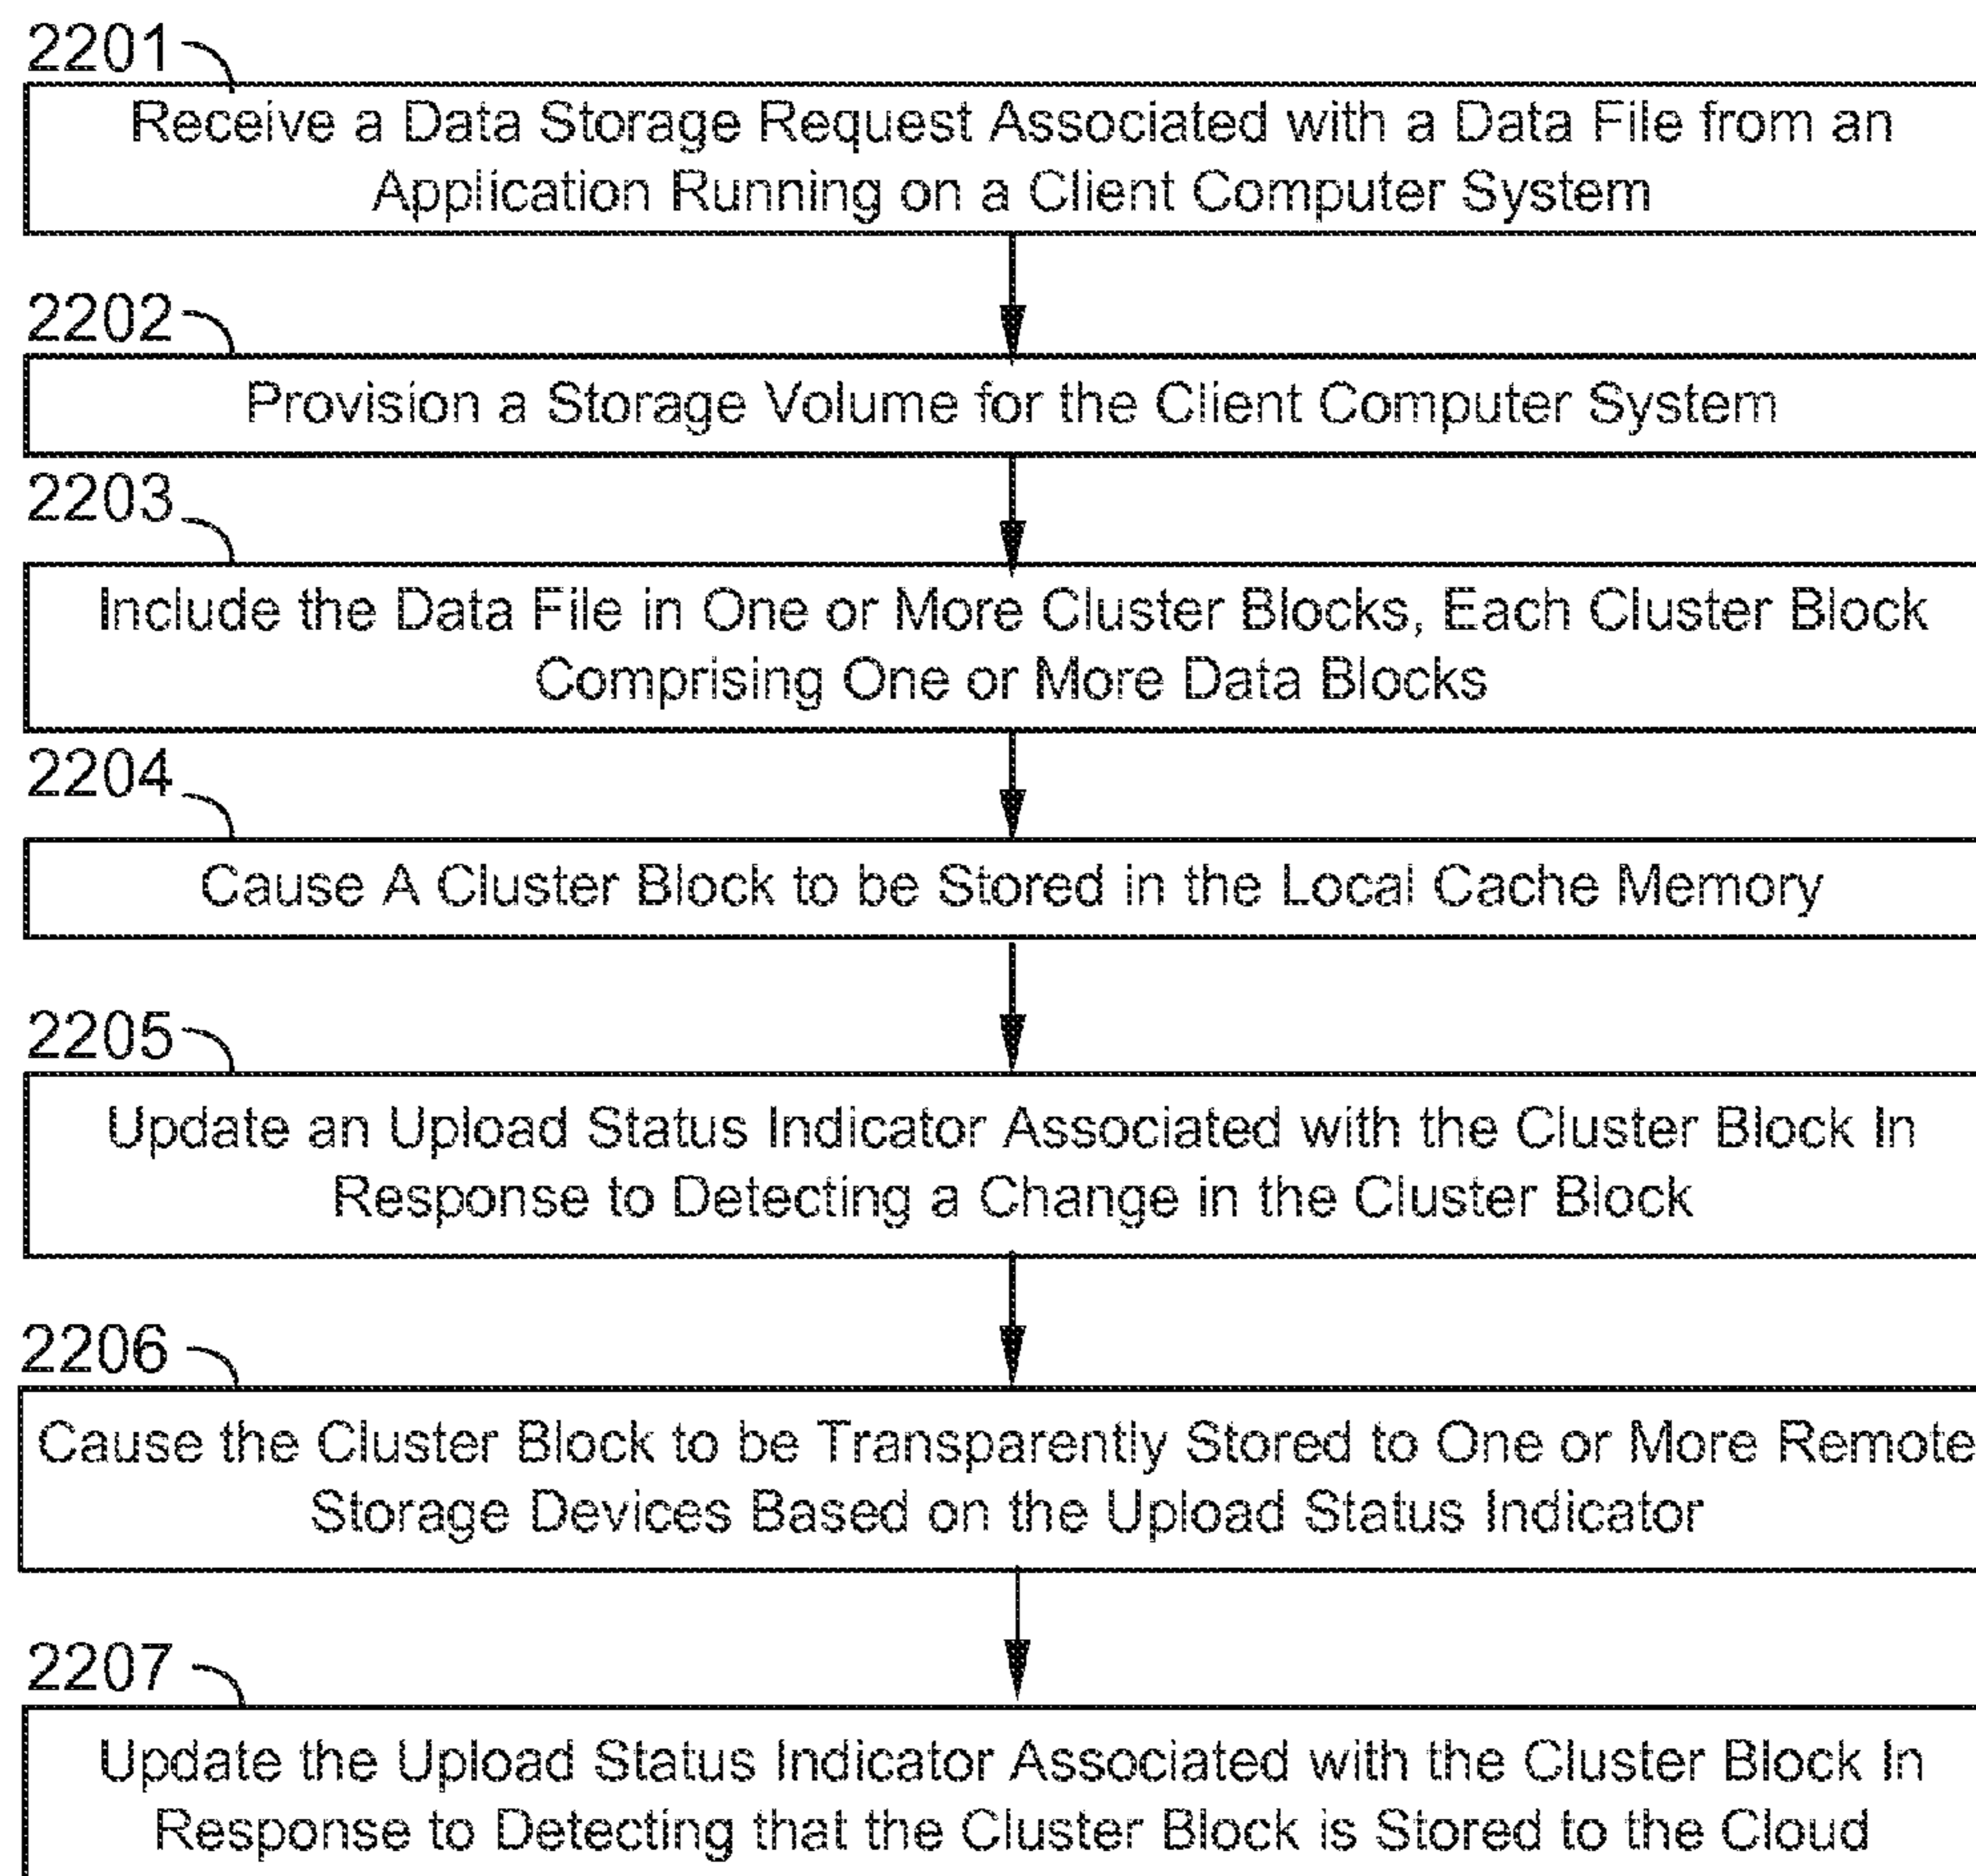 2201
Receive a Data Storage Request Associated with a Data File from an
Application Running on a Client Computer System
2202
Provision a Storage Volume for the Client Computer System
2203
Include the Data File in One or More Cluster Blocks, Each Cluster Block
Comprising One or More Data Blocks
2204
Cause A Cluster Block to be Stored in the Local Cache Memory
2205
Update an Upload Status Indicator Associated with the Cluster Block In
Response to Detecting a Change in the Cluster Block
2206
Cause the Cluster Block to be Transparently Stored to One or More Remote
Storage Devices Based on the Upload Status Indicator
2207
Update the Upload Status Indicator Associated with the Cluster Block In
Response to Detecting that the Cluster Block is Stored to the Cloud